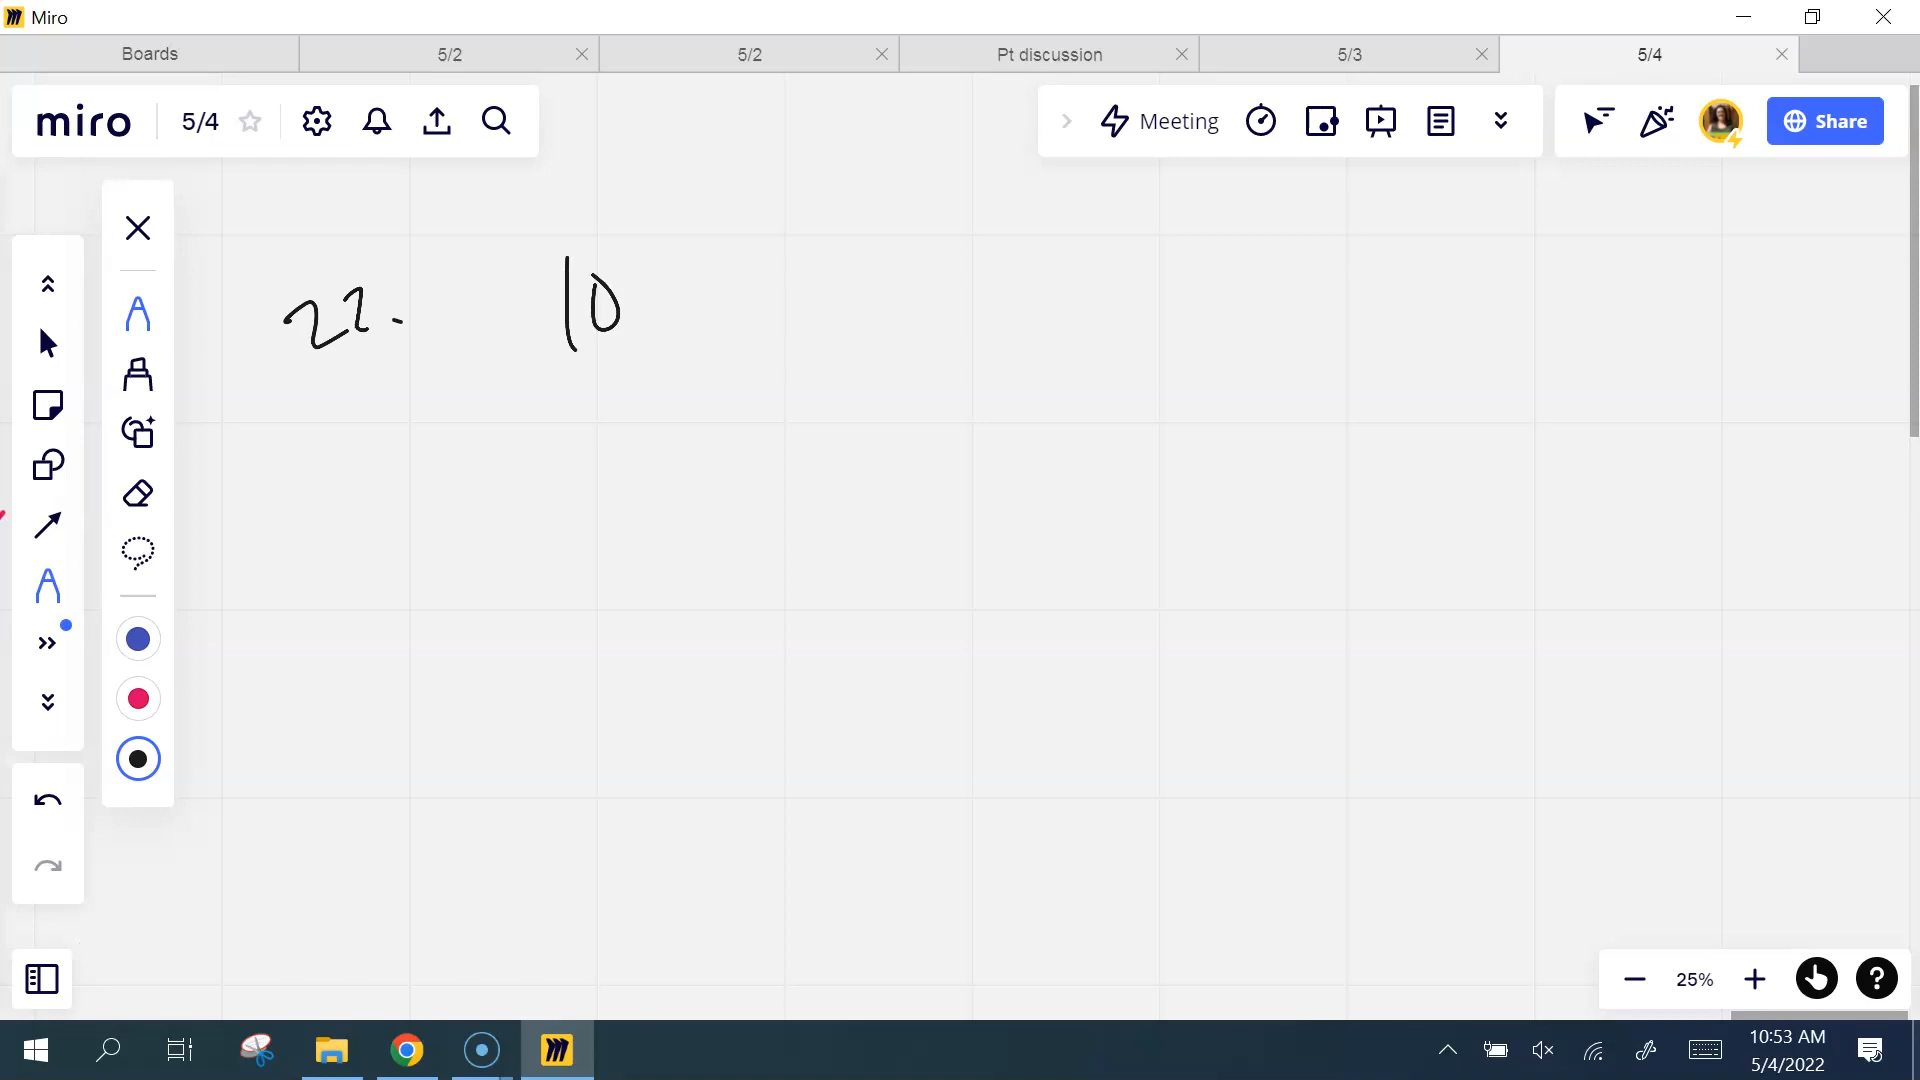 Miro
Boards 5/2 5/2 Pt discussion 5/3 5/4
miro 5/4 Meeting Share
22. 10
25%
10:53 AM
5/4/2022